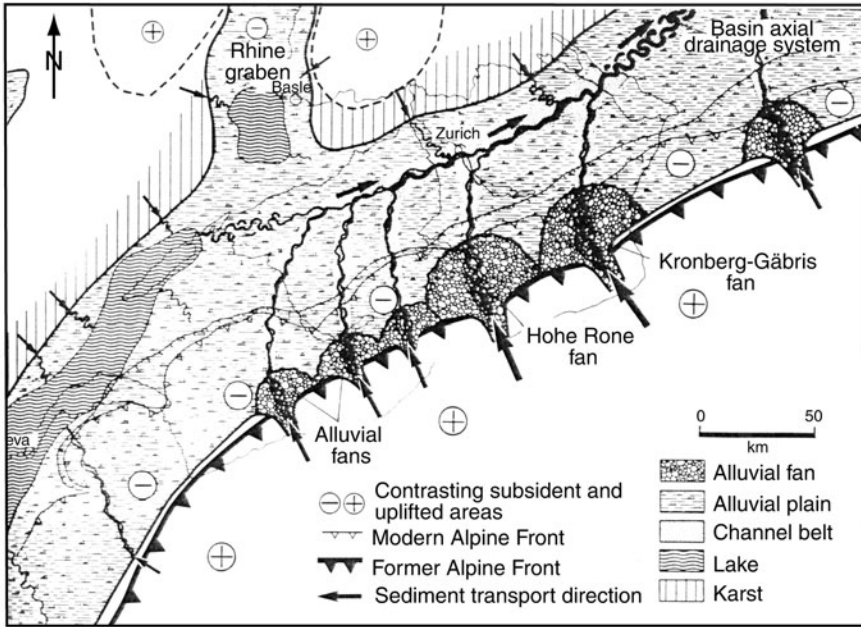 N
Rhine
graben
Basle
Zurich
Basin axial
drainage system
Kronberg-Gäbris
fan
Hohe Rone
fan
Alluvial
fans
eva
0 50
km
Contrasting subsident and
uplifted areas
Modern Alpine Front
Former Alpine Front
Sediment transport direction
Alluvial fan
Alluvial plain
Channel belt
Lake
Karst